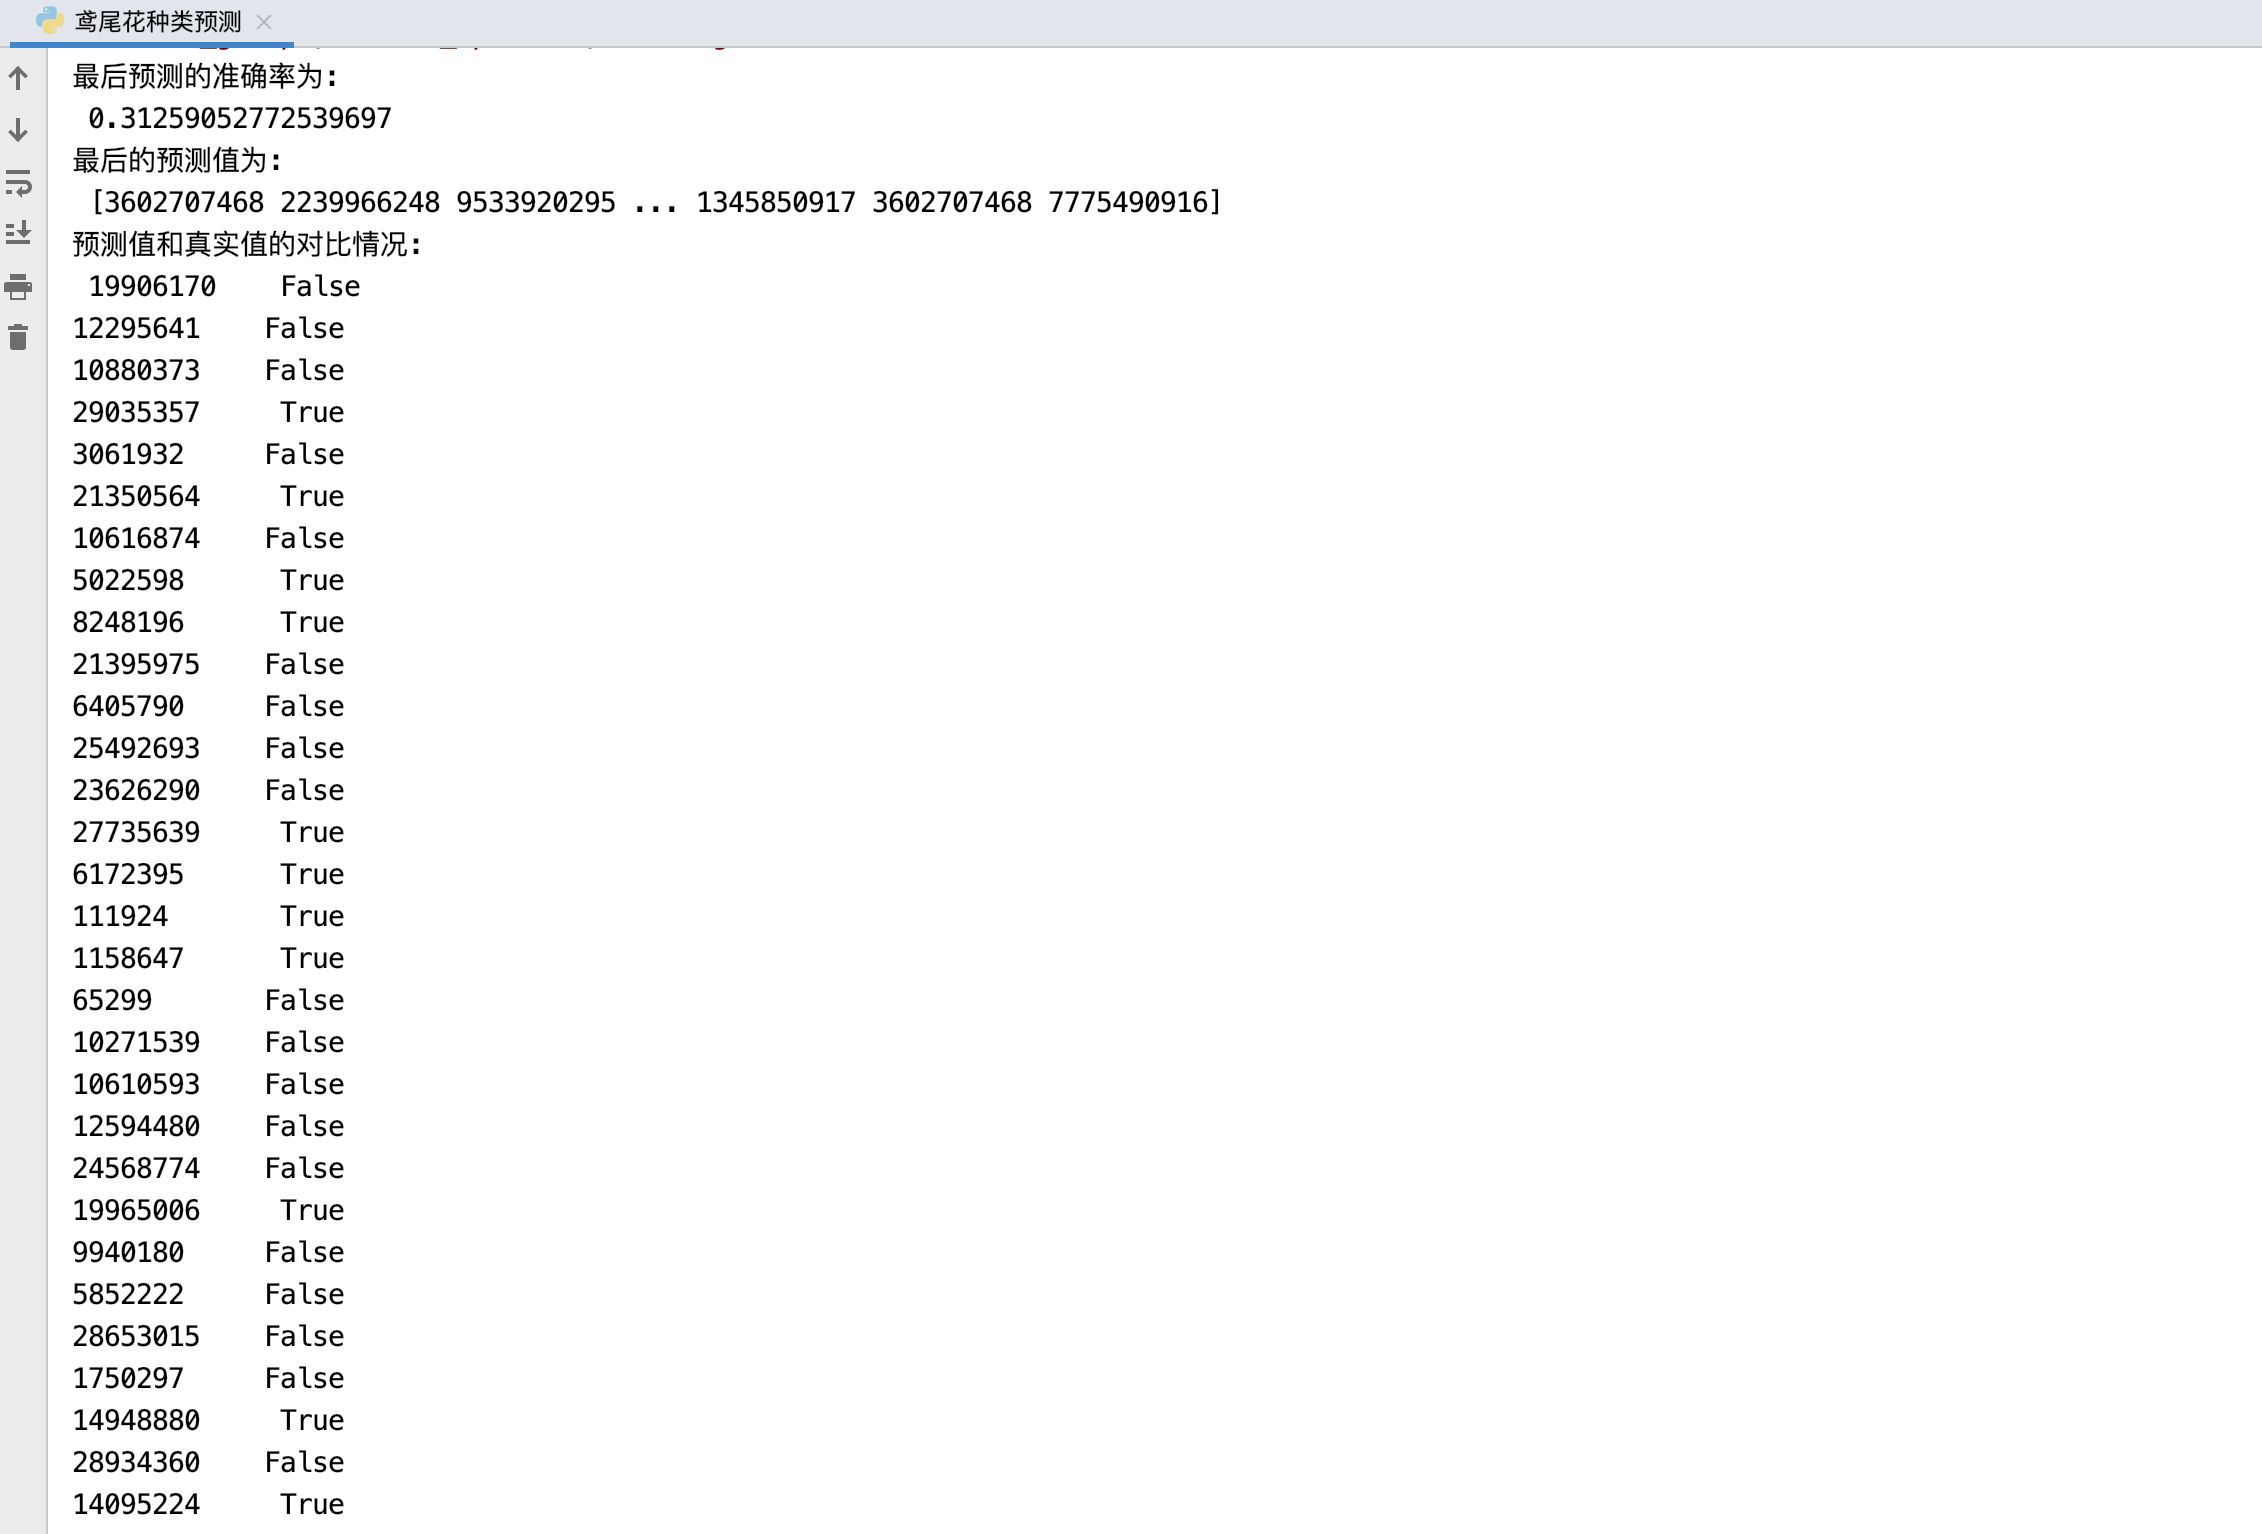 鸢尾花种类预测
最后预测的准确率为:
0.31259052772539697
最后的预测值为:
[3602707468 2239966248 9533920295 ... 1345850917 3602707468 7775490916]
预测值和真实值的对比情况:
19906170 False
12295641 False
10880373 False
29035357 True
3061932 False
21350564 True
10616874 False
5022598 True
8248196 True
21395975 False
6405790 False
25492693 False
23626290 False
27735639 True
6172395 True
111924 True
1158647 True
65299 False
10271539 False
10610593 False
12594480 False
24568774 False
19965006 True
9940180 False
5852222 False
28653015 False
1750297 False
14948880 True
28934360 False
14095224 True